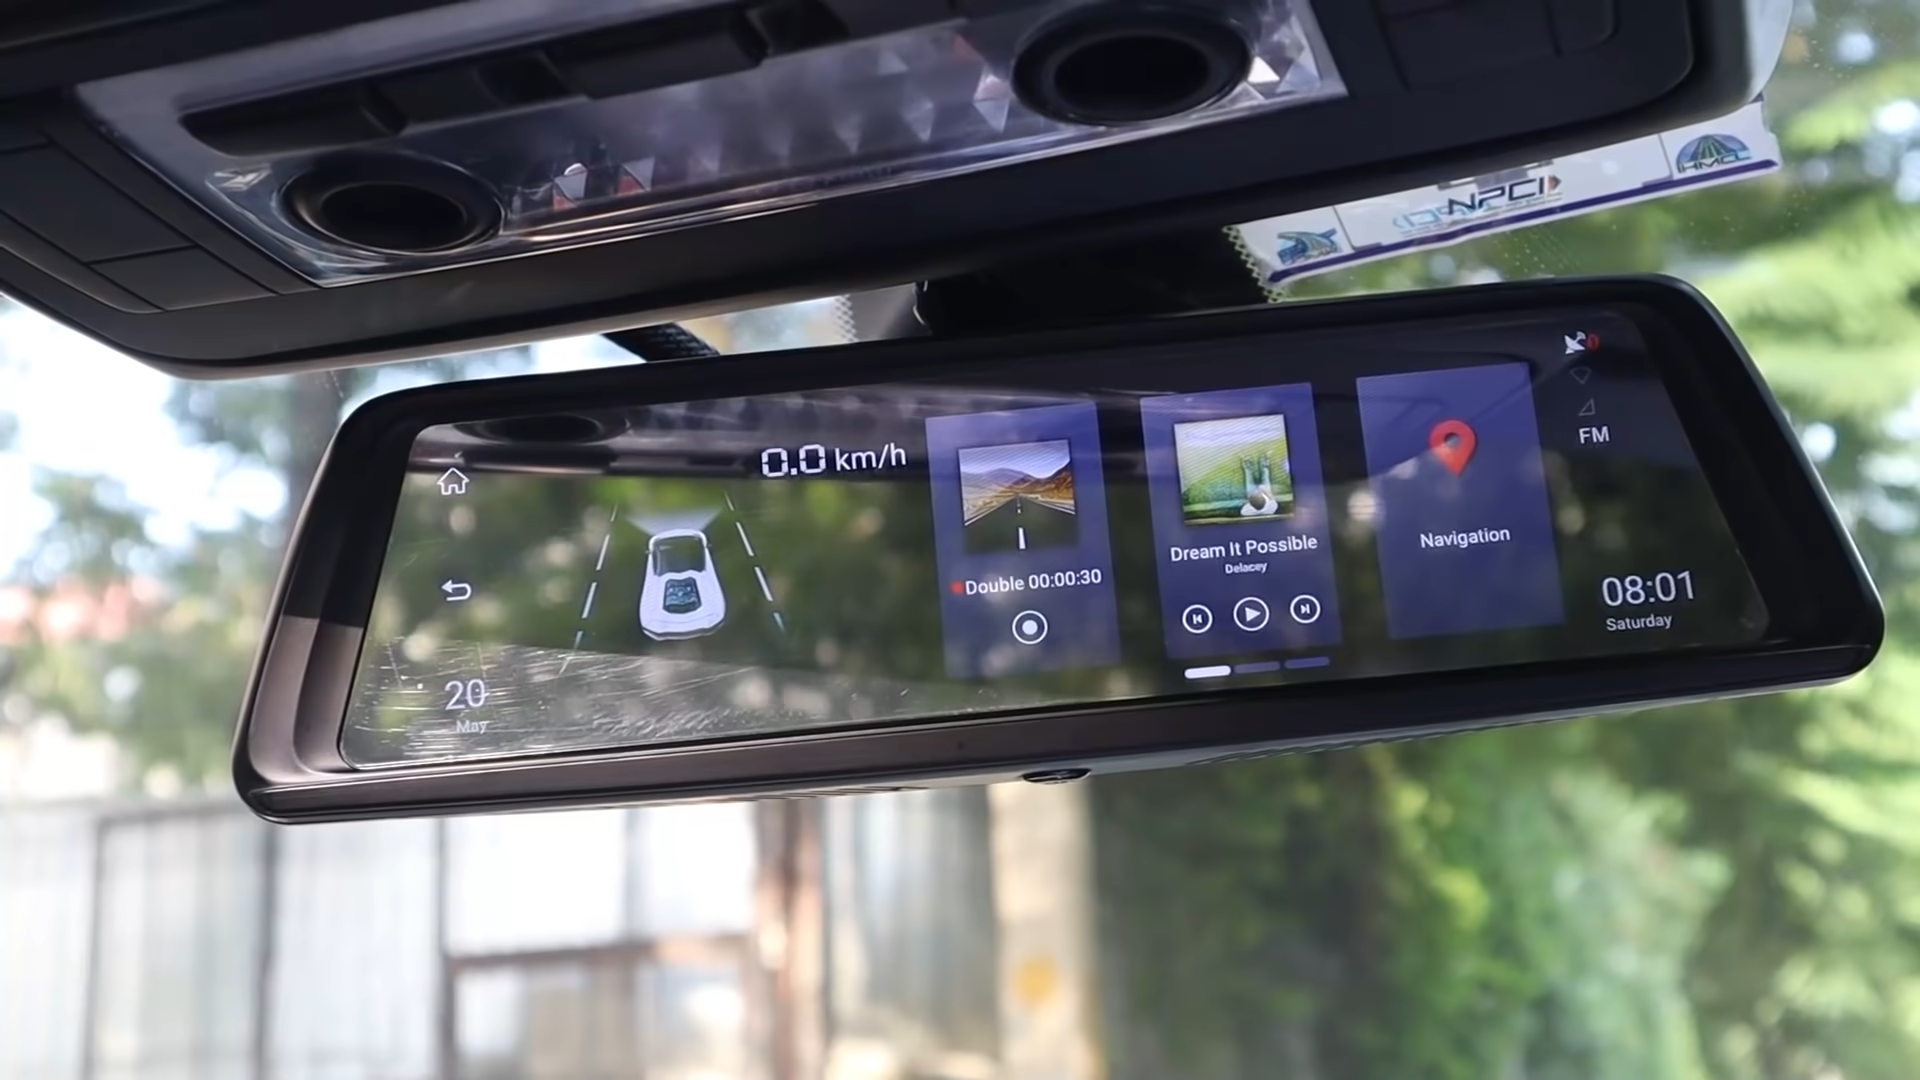 IHMCL
NPCI
0.0 km/h
FM
Double 00:00:30
Dream It Possible
Delacey
Navigation
08:01
Saturday
20
May